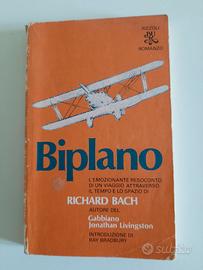 RIZZOLI
BUR
ROMANZO
Biplano
L'EMOZIONANTE RESOCONTO
DI UN VIAGGIO ATTRAVERSO
IL TEMPO E LO SPAZIO DI
RICHARD BACH
AUTORE DEL
Gabbiano
Jonathan Livingston
INTRODUZIONE DI
RAY BRADBURY
subito